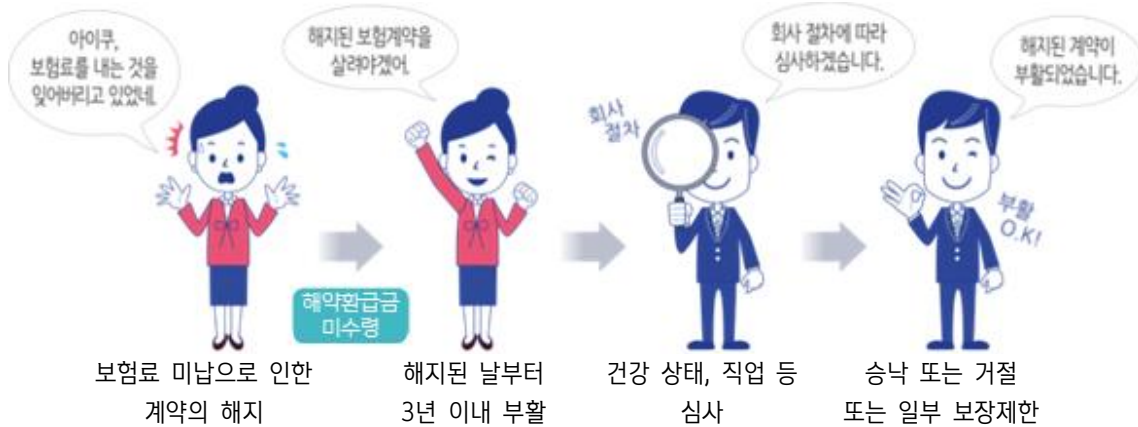 아이쿠,
보험료를 내는 것을
잊어버리고 있었네.
해지된 보험계약을
살려야겠어.
회사 절차에 따라
심사하겠습니다.
해지된 계약이
부활되었습니다.
회사
절차
부활
O.K!
해약환급금
미수령
보험료 미납으로 인한
계약의 해지
해지된 날부터
3년 이내 부활
건강 상태, 직업 등
심사
승낙 또는 거절
또는 일부 보장제한